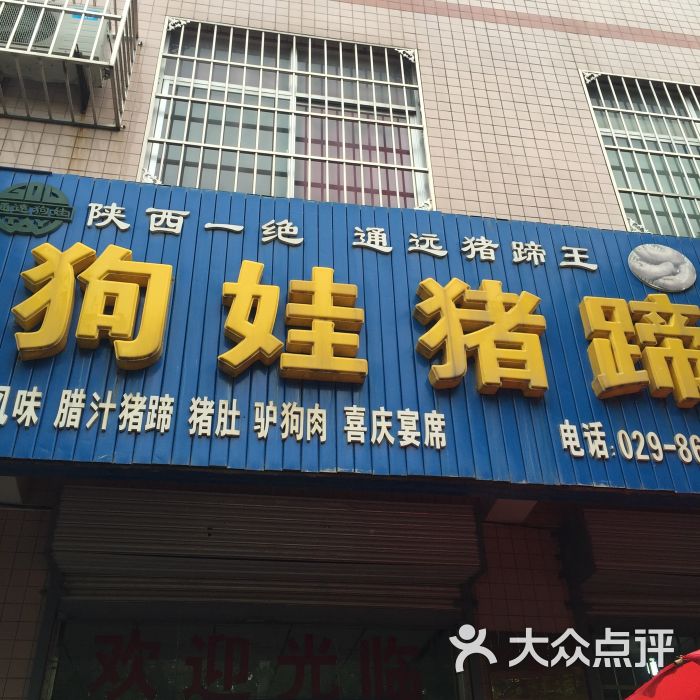 陕西一绝 通远猪蹄王
狗娃猪蹄
风味 腊汁猪蹄 猪肚 驴狗肉 喜庆宴席
电话:029-86
欢迎光临
大众点评